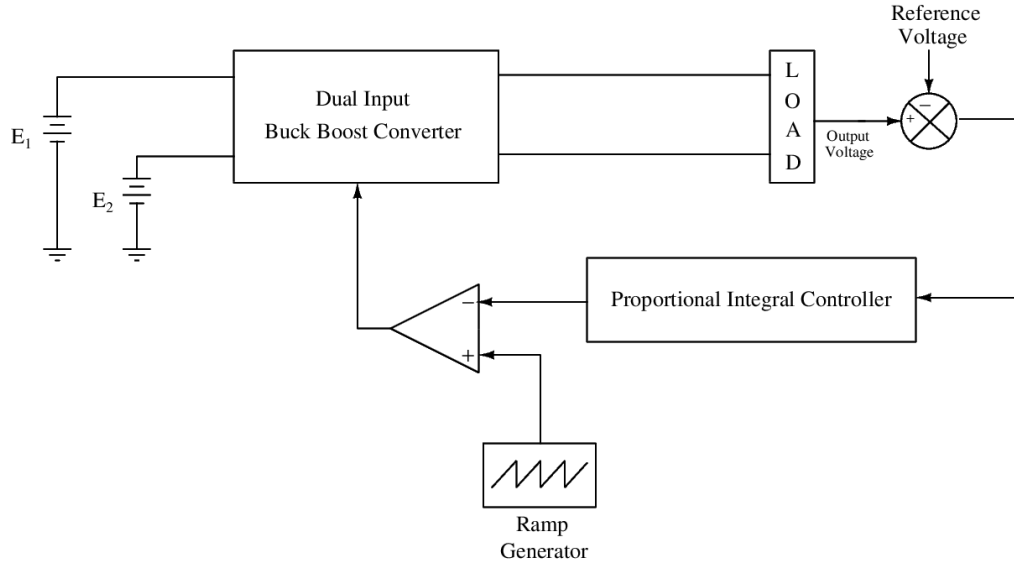 Reference
Voltage
Dual Input
Buck Boost Converter
L
O
A
D
E₁
E₂
+
−
Output
Voltage
Proportional Integral Controller
−
+
Ramp
Generator